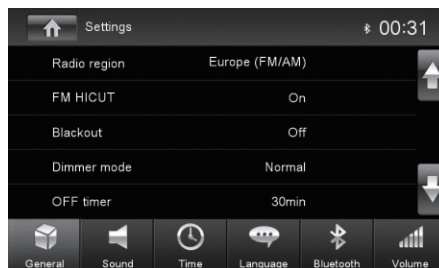 Settings 00:31
Radio region Europe (FM/AM)
FM HICUT On
Blackout Off
Dimmer mode Normal
OFF timer 30min
General Sound Time Language Bluetooth Volume